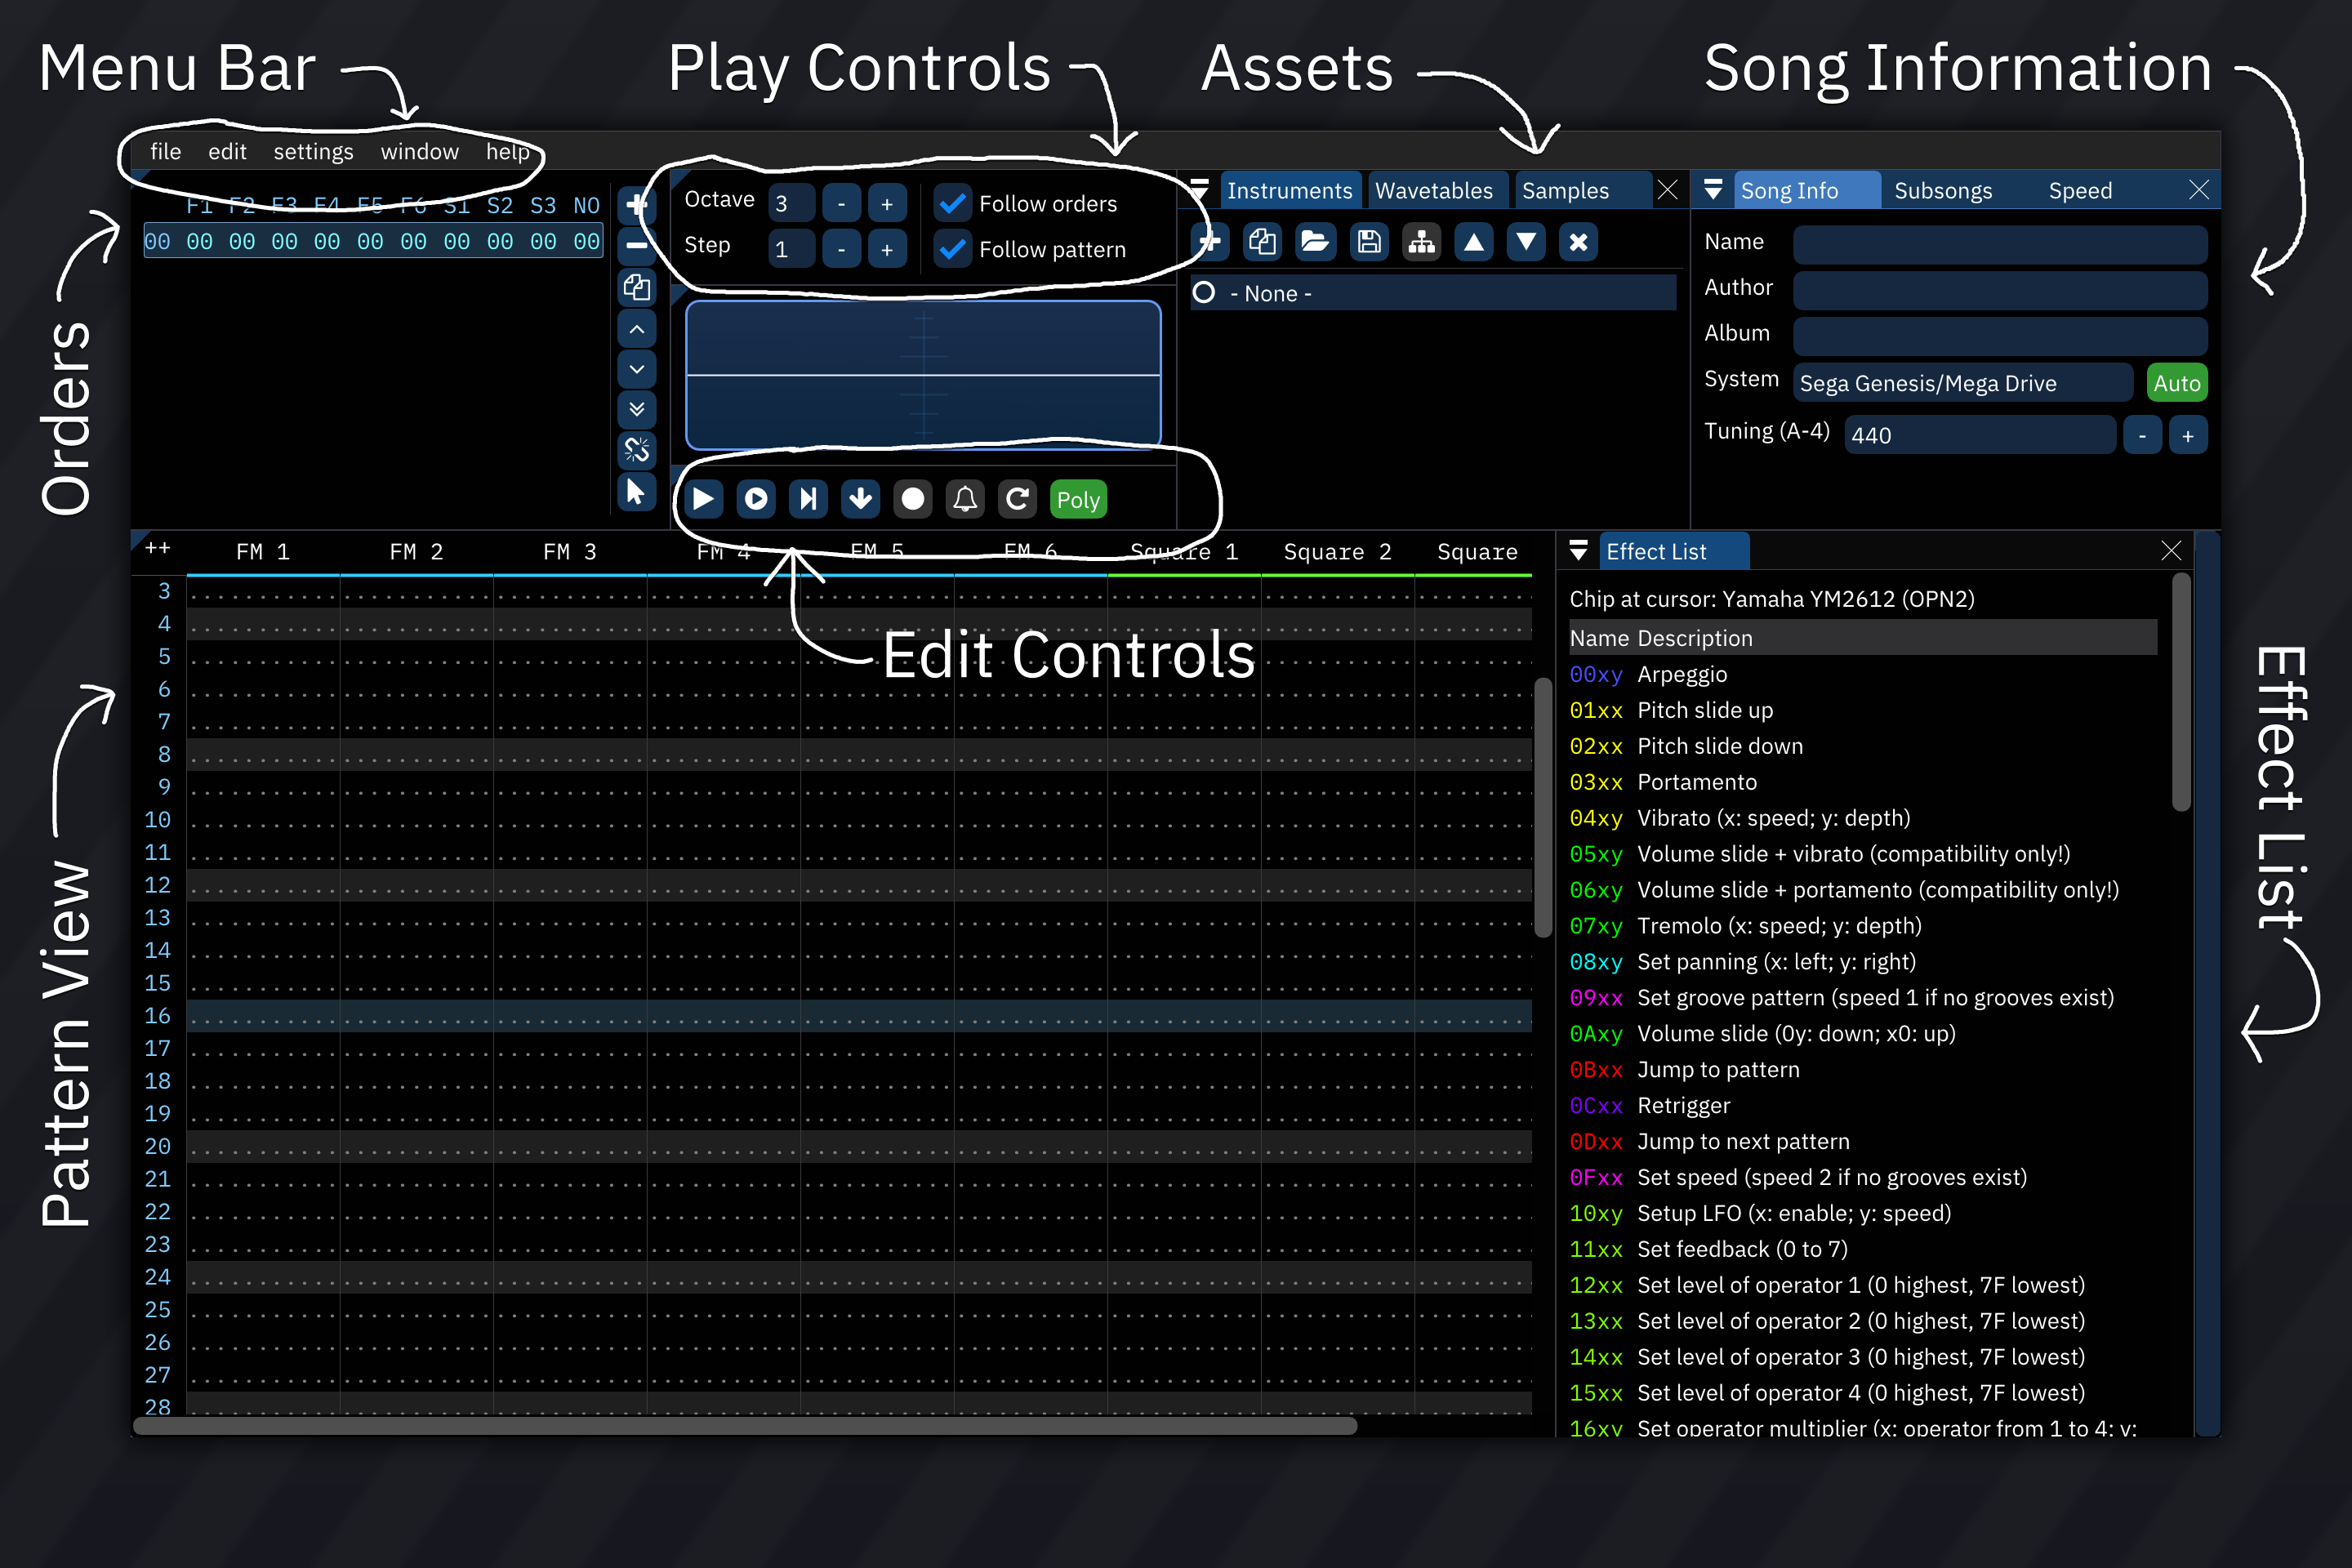 Menu Bar
Play Controls
Assets
Song Information
file edit settings window help
Orders
F1 F2 F3 F4 F5 F6 S1 S2 S3 NO
00 00 00 00 00 00 00 00 00 00 00
Octave 3 - +
Step 1 - +
Follow orders
Follow pattern
Poly
Instruments Wavetables Samples
- None -
Song Info Subsongs Speed
Name
Author
Album
System Sega Genesis/Mega Drive Auto
Tuning (A-4) 440 - +
Edit Controls
Pattern View
++ FM 1 FM 2 FM 3 FM 4 FM 5 FM 6 Square 1 Square 2 Square
3
4
5
6
7
8
9
10
11
12
13
14
15
16
17
18
19
20
21
22
23
24
25
26
27
28
Effect List
Effect List
Chip at cursor: Yamaha YM2612 (OPN2)
Name Description
00xy Arpeggio
01xx Pitch slide up
02xx Pitch slide down
03xx Portamento
04xy Vibrato (x: speed; y: depth)
05xy Volume slide + vibrato (compatibility only!)
06xy Volume slide + portamento (compatibility only!)
07xy Tremolo (x: speed; y: depth)
08xy Set panning (x: left; y: right)
09xx Set groove pattern (speed 1 if no grooves exist)
0Axy Volume slide (0y: down; x0: up)
0Bxx Jump to pattern
0Cxx Retrigger
0Dxx Jump to next pattern
0Fxx Set speed (speed 2 if no grooves exist)
10xy Setup LFO (x: enable; y: speed)
11xx Set feedback (0 to 7)
12xx Set level of operator 1 (0 highest, 7F lowest)
13xx Set level of operator 2 (0 highest, 7F lowest)
14xx Set level of operator 3 (0 highest, 7F lowest)
15xx Set level of operator 4 (0 highest, 7F lowest)
16xy Set operator multiplier (x: operator from 1 to 4; y: